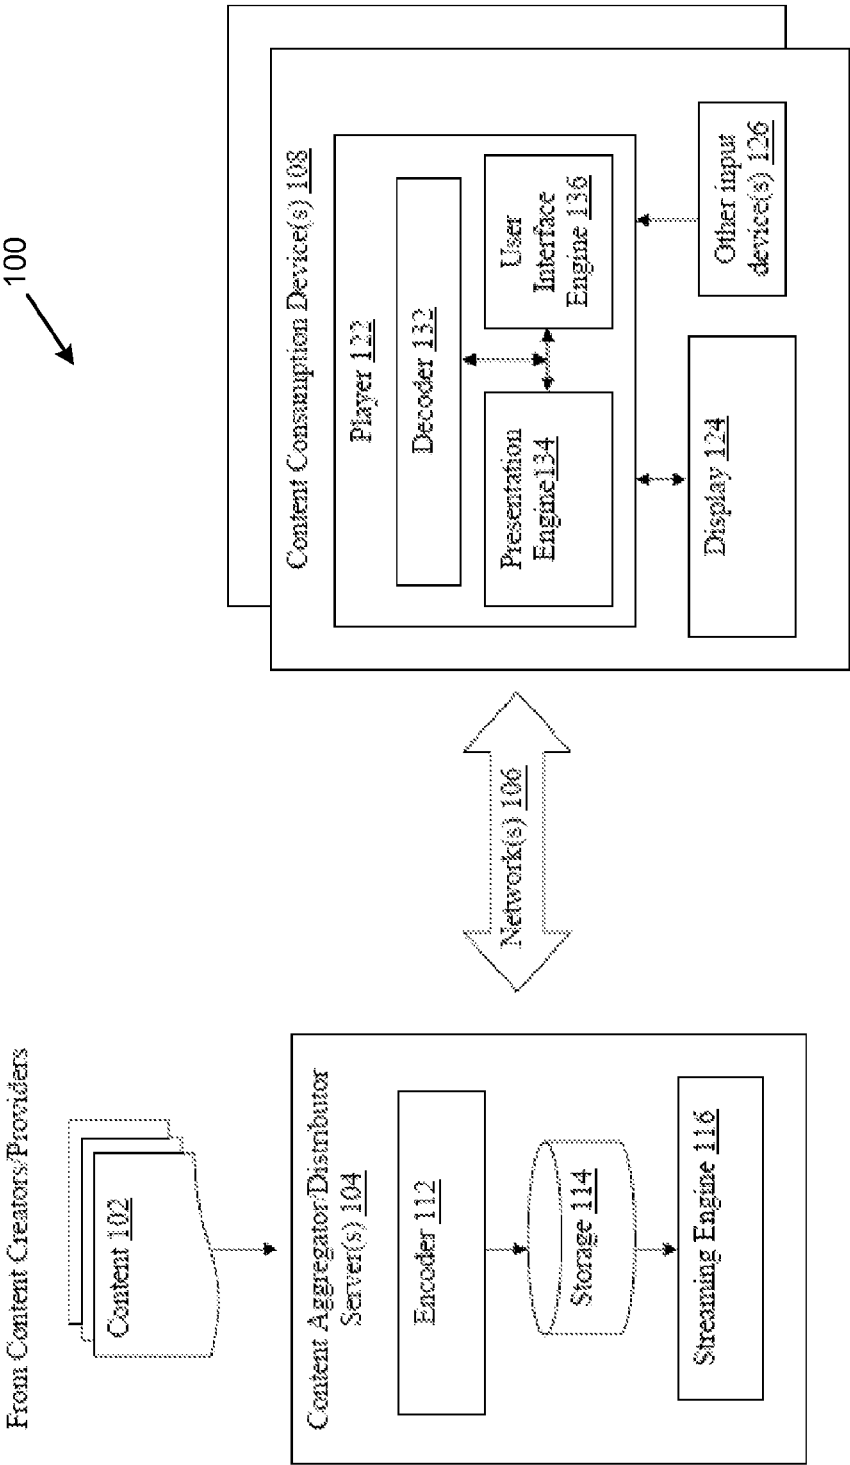 100
From Content Creators/Providers
Content 102
Content Aggregator/Distributor
Server(s) 104
Encoder 112
Storage 114
Streaming Engine 116
Network(s) 106
Content Consumption Device(s) 108
Player 122
Decoder 132
Presentation
Engine134
User
Interface
Engine 136
Display 124
Other input
device(s) 126